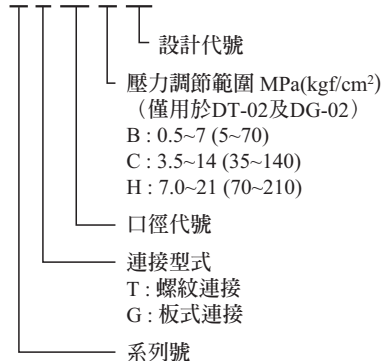 設計代號
壓力調節範圍 MPa(kgf/cm²)
（僅用於DT-02及DG-02）
B : 0.5~7 (5~70)
C : 3.5~14 (35~140)
H : 7.0~21 (70~210)
口徑代號
連接型式
T : 螺紋連接
G : 板式連接
系列號